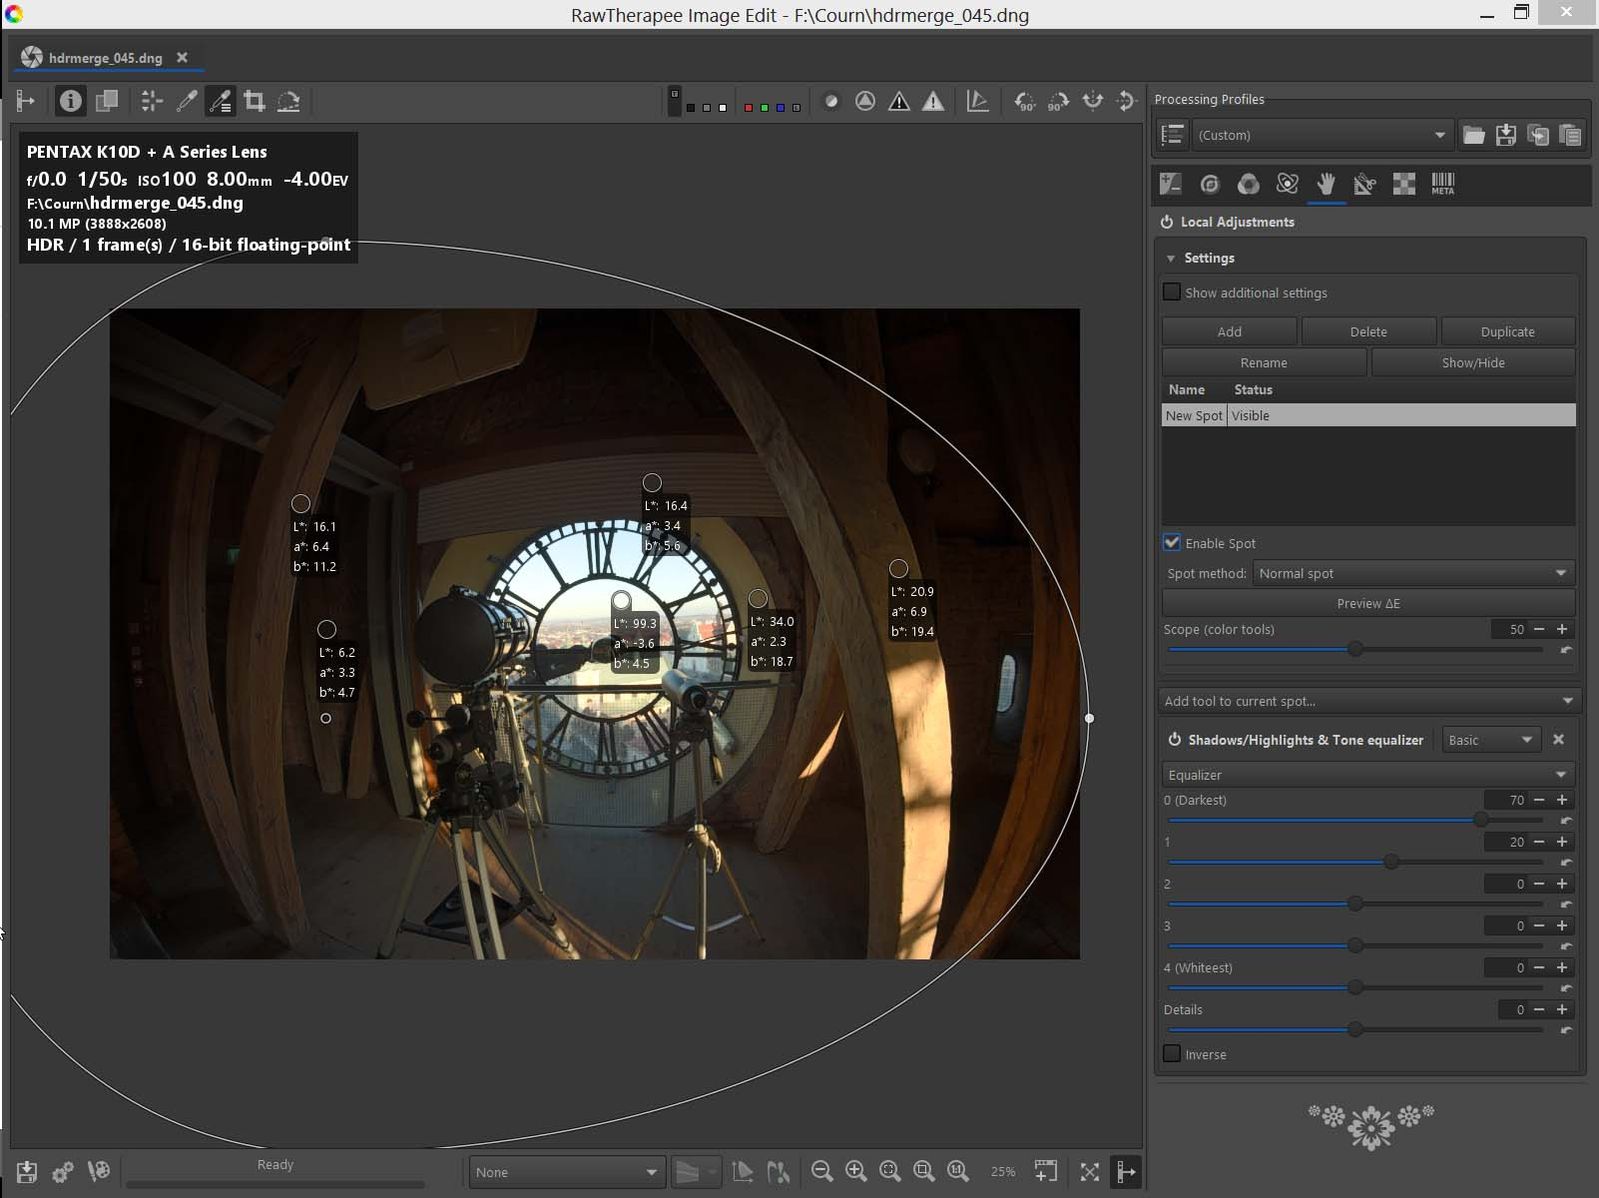 RawTherapee Image Edit - F:\Courn\hdrmerge_045.dng
hdrmerge_045.dng
90°
90°
Processing Profiles
(Custom)
META
PENTAX K10D + A Series Lens
f/0.0 1/50s ISO100 8.00mm -4.00EV
F:\Courn\hdrmerge_045.dng
10.1 MP (3888x2608)
HDR / 1 frame(s) / 16-bit floating-point
Local Adjustments
Settings
Show additional settings
Add Delete Duplicate
Rename Show/Hide
Name Status
New Spot Visible
Enable Spot
Spot method: Normal spot
Preview ΔE
Scope (color tools) 50
Add tool to current spot...
Shadows/Highlights & Tone equalizer Basic
Equalizer
0 (Darkest) 70
1 20
2 0
3 0
4 (Whiteest) 0
Details 0
Inverse
L*: 16.1
a*: 6.4
b*: 11.2
L*: 6.2
a*: 3.3
b*: 4.7
L*: 16.4
a*: 3.4
b*: 5.6
L*: 99.3
a*: -3.6
b*: 4.5
L*: 34.0
a*: 2.3
b*: 18.7
L*: 20.9
a*: 6.9
b*: 19.4
Ready
None
1:1
25%